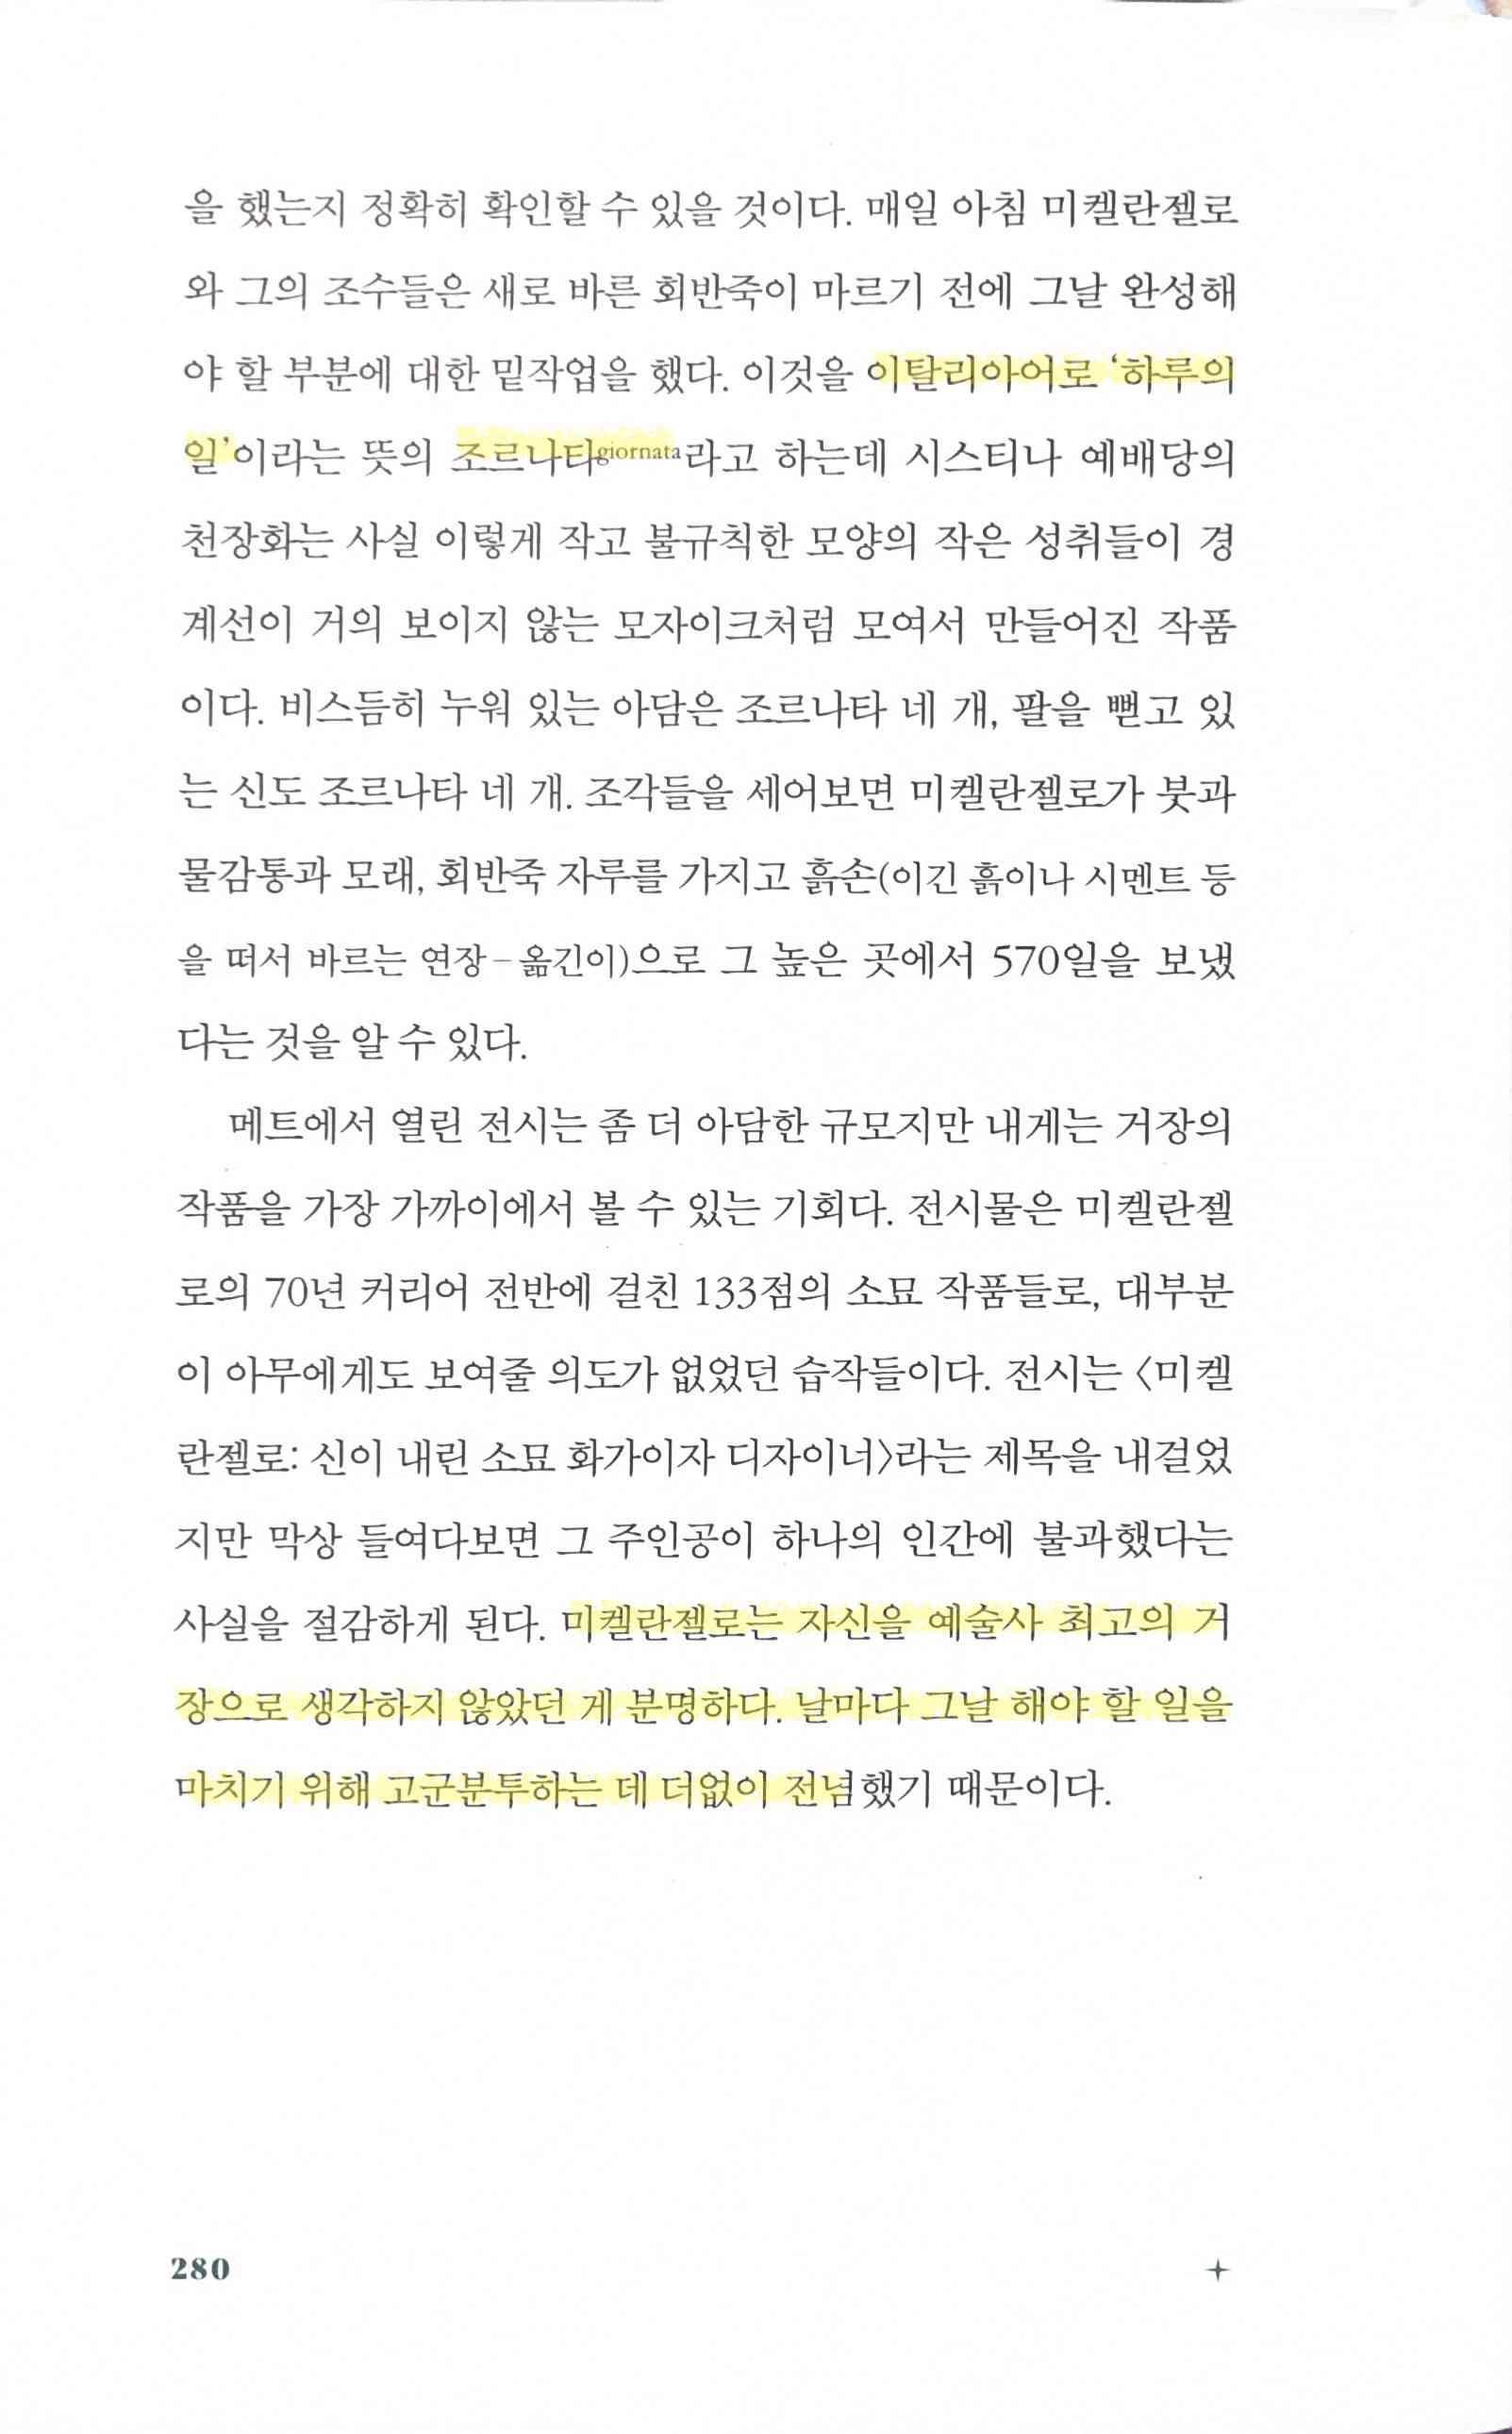 을 했는지 정확히 확인할 수 있을 것이다. 매일 아침 미켈란젤로
와 그의 조수들은 새로 바른 회반죽이 마르기 전에 그날 완성해
야 할 부분에 대한 밑작업을 했다. 이것을 이탈리아어로 ‘하루의
일’이라는 뜻의 조르나타giornata라고 하는데 시스티나 예배당의
천장화는 사실 이렇게 작고 불규칙한 모양의 작은 성취들이 경
계선이 거의 보이지 않는 모자이크처럼 모여서 만들어진 작품
이다. 비스듬히 누워 있는 아담은 조르나타 네 개, 팔을 뻗고 있
는 신도 조르나타 네 개. 조각들을 세어보면 미켈란젤로가 붓과
물감통과 모래, 회반죽 자루를 가지고 흙손(이긴 흙이나 시멘트 등
을 떠서 바르는 연장-옮긴이)으로 그 높은 곳에서 570일을 보냈
다는 것을 알 수 있다.
메트에서 열린 전시는 좀 더 아담한 규모지만 내게는 거장의
작품을 가장 가까이에서 볼 수 있는 기회다. 전시물은 미켈란젤
로의 70년 커리어 전반에 걸친 133점의 소묘 작품들로, 대부분
이 아무에게도 보여줄 의도가 없었던 습작들이다. 전시는 〈미켈
란젤로: 신이 내린 소묘 화가이자 디자이너〉라는 제목을 내걸었
지만 막상 들여다보면 그 주인공이 하나의 인간에 불과했다는
사실을 절감하게 된다. 미켈란젤로는 자신을 예술사 최고의 거
장으로 생각하지 않았던 게 분명하다. 날마다 그날 해야 할 일을
마치기 위해 고군분투하는 데 더없이 전념했기 때문이다.
280